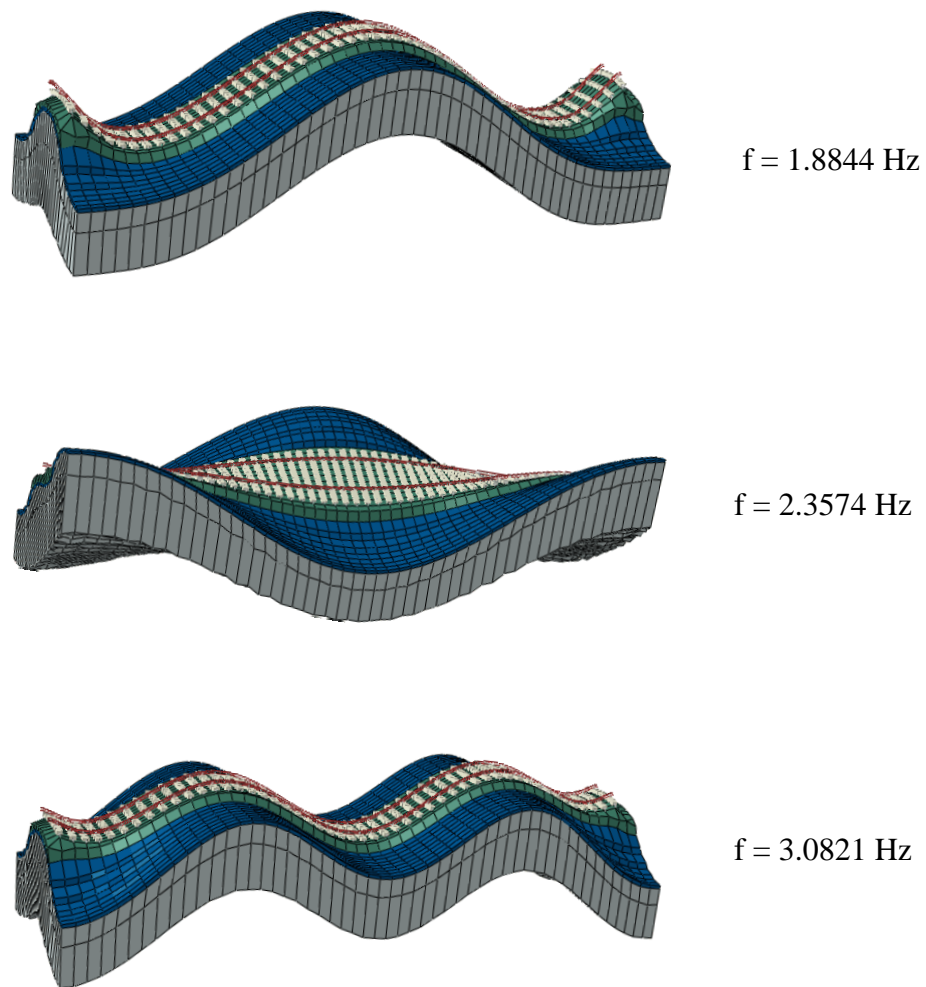 f = 1.8844 Hz
f = 2.3574 Hz
f = 3.0821 Hz